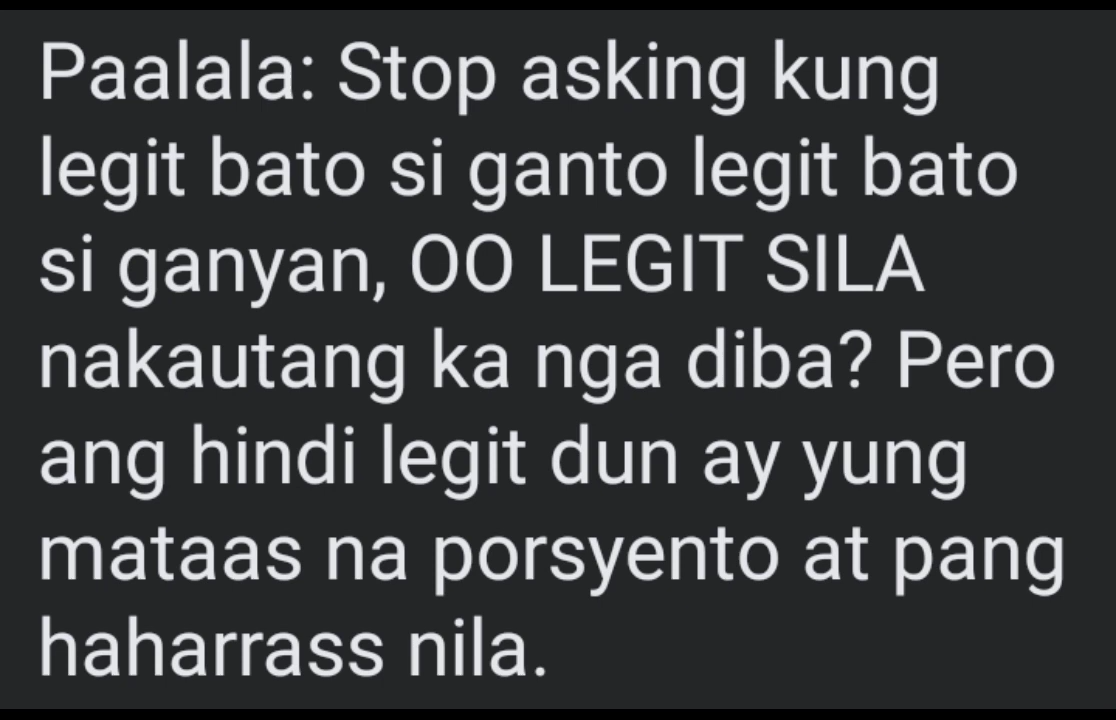 Paalala: Stop asking kung
legit bato si ganto legit bato
si ganyan, OO LEGIT SILA
nakautang ka nga diba? Pero
ang hindi legit dun ay yung
mataas na porsyento at pang
haharrass nila.